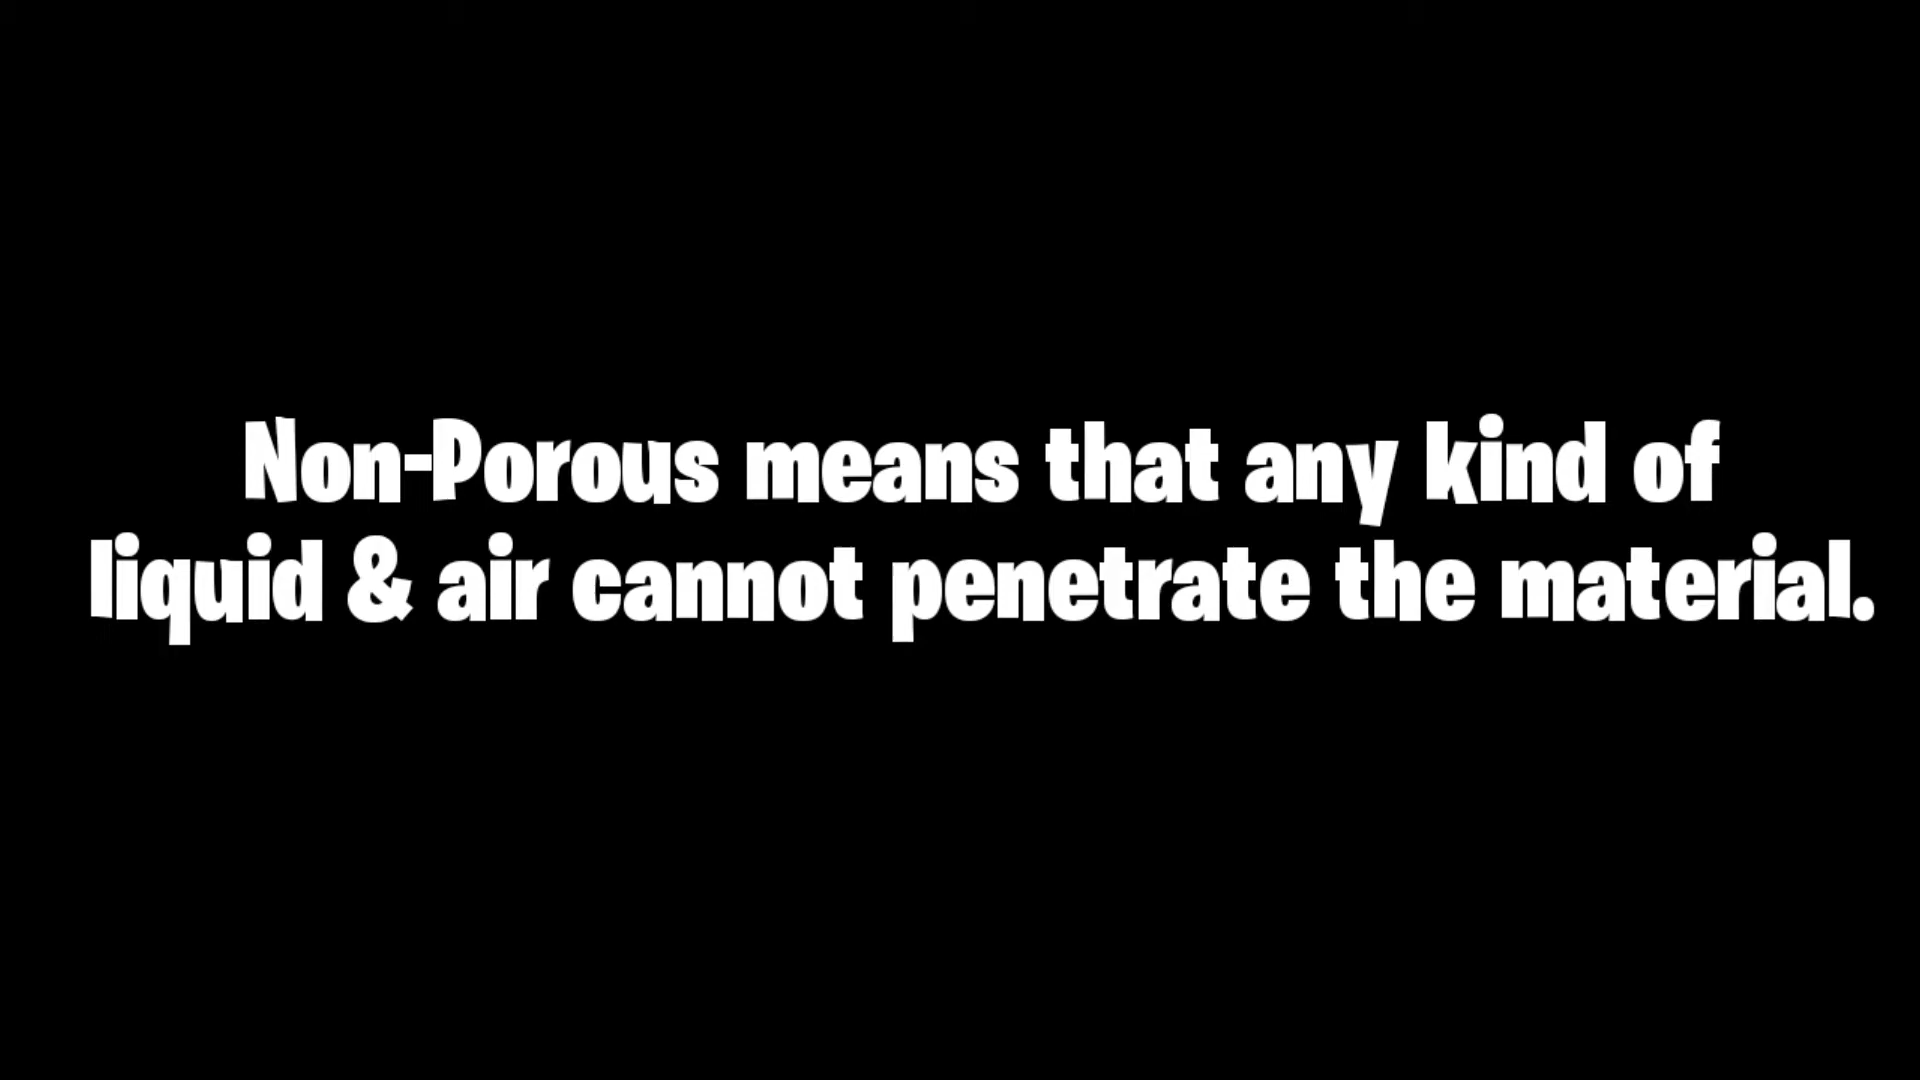 Non-Porous means that any kind of
liquid & air cannot penetrate the material.